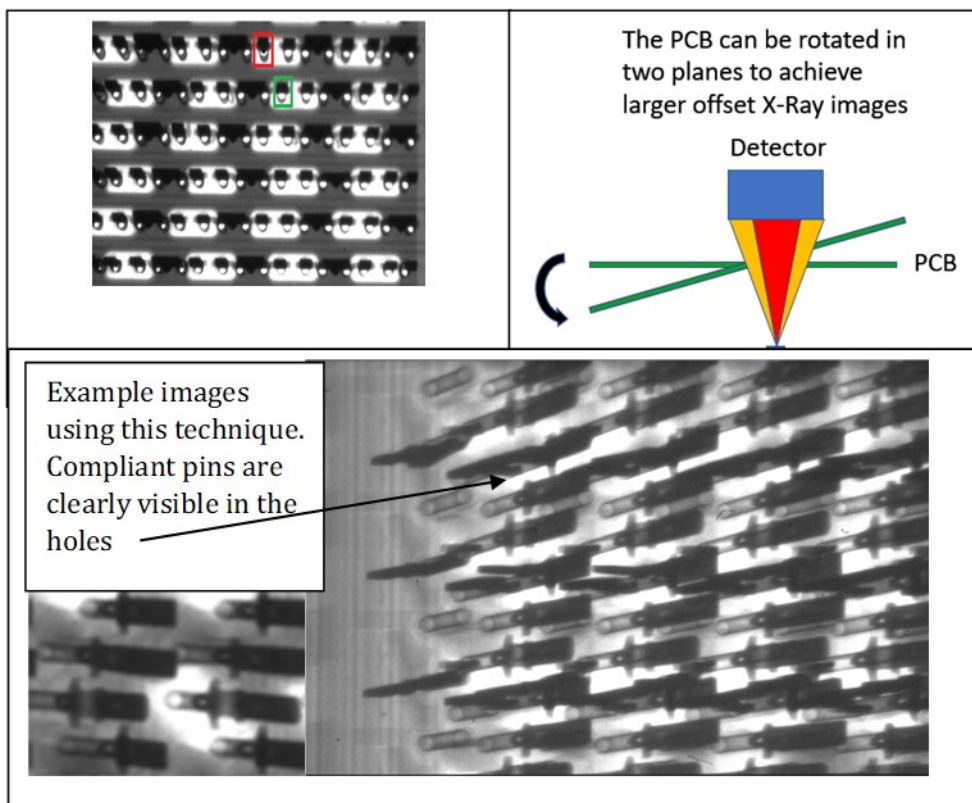 The PCB can be rotated in
two planes to achieve
larger offset X-Ray images
Detector
PCB
Example images
using this technique.
Compliant pins are
clearly visible in the
holes